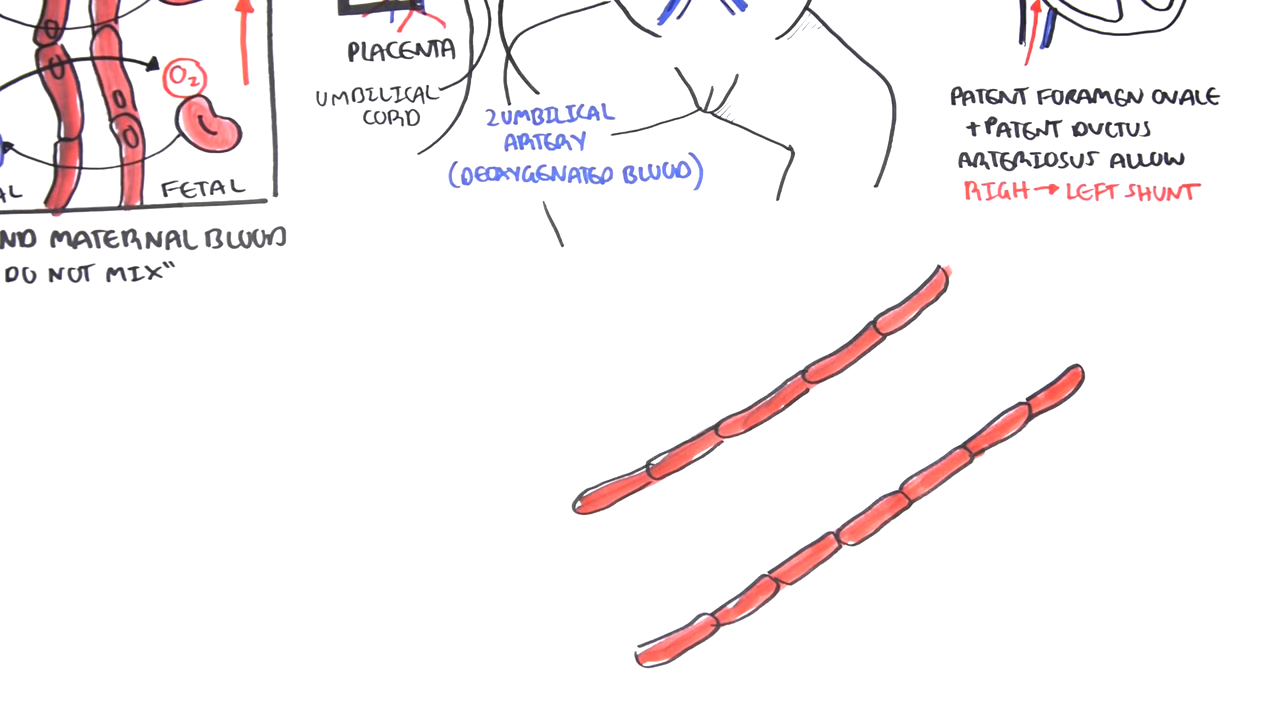 PLACENTA
UMBILICAL
CORD
O2
FETAL
AL
ND MATERNAL BLOOD
DO NOT MIX"
2 UMBILICAL
ARTERY
(DEOXYGENATED BLOOD)
PATENT FORAMEN OVALE
+ PATENT DUCTUS
ARTERIOSUS ALLOW
RIGH → LEFT SHUNT